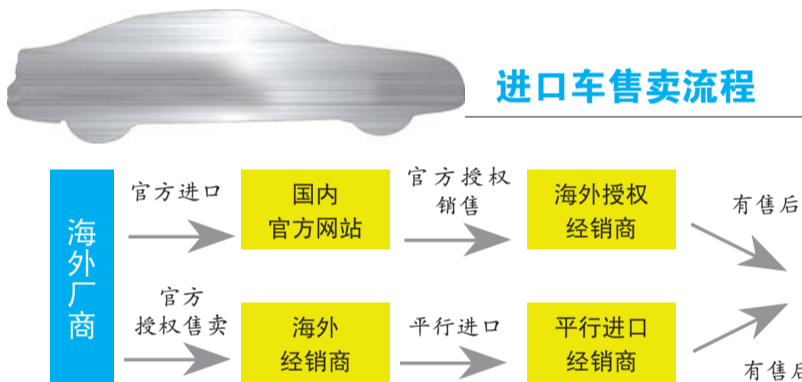 进口车售卖流程
海外厂商
官方进口
国内
官方网站
官方授权
销售
海外授权
经销商
有售后
官方
授权售卖
海外
经销商
平行进口
平行进口
经销商
有售后